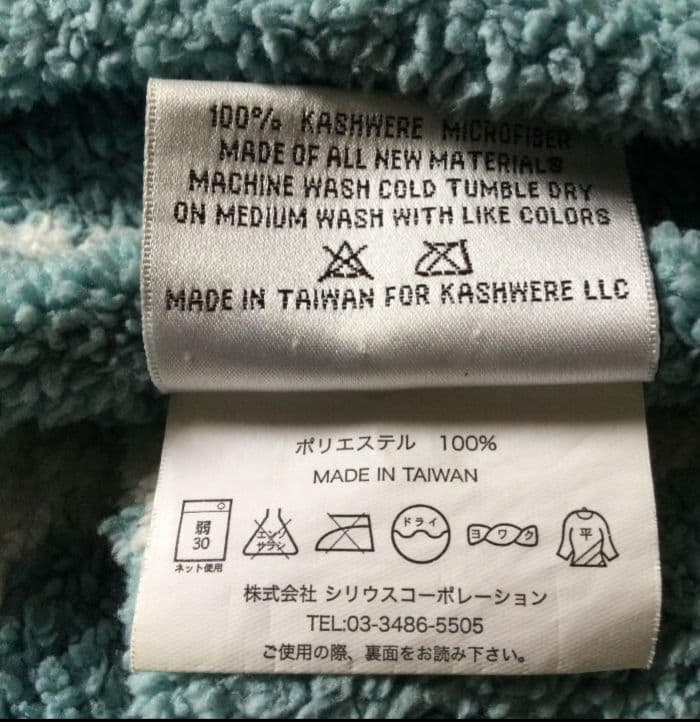 100% KASHWERE MICROFIBER
MADE OF ALL NEW MATERIALS
MACHINE WASH COLD TUMBLE DRY
ON MEDIUM WASH WITH LIKE COLORS
MADE IN TAIWAN FOR KASHWERE LLC
ポリエステル 100%
MADE IN TAIWAN
弱 30
ネット使用
エンソ サラシ
ドライ
ヨワク
平
株式会社 シリウスコーポレーション
TEL:03-3486-5505
ご使用の際、裏面をお読み下さい。